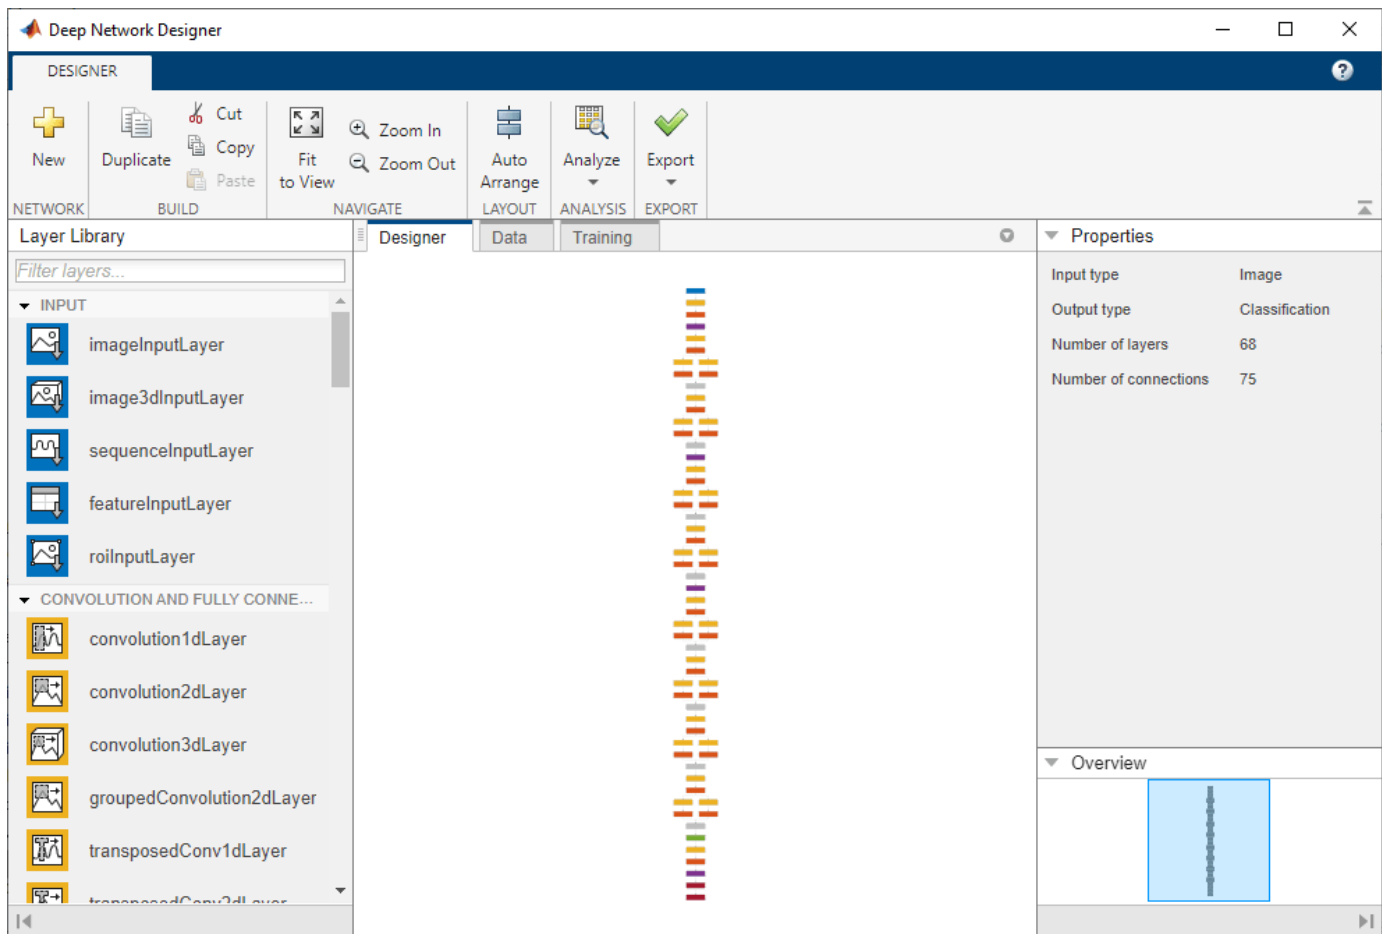 Deep Network Designer
DESIGNER
New
Duplicate
Cut
Copy
Paste
Fit
to View
Zoom In
Zoom Out
Auto
Arrange
Analyze
Export
NETWORK
BUILD
NAVIGATE
LAYOUT
ANALYSIS
EXPORT
Layer Library
Filter layers...
INPUT
imageInputLayer
image3dInputLayer
sequenceInputLayer
featureInputLayer
roiInputLayer
CONVOLUTION AND FULLY CONNE...
convolution1dLayer
convolution2dLayer
convolution3dLayer
groupedConvolution2dLayer
transposedConv1dLayer
transposedConv2dLayer
Designer
Data
Training
Properties
Input type Image
Output type Classification
Number of layers 68
Number of connections 75
Overview